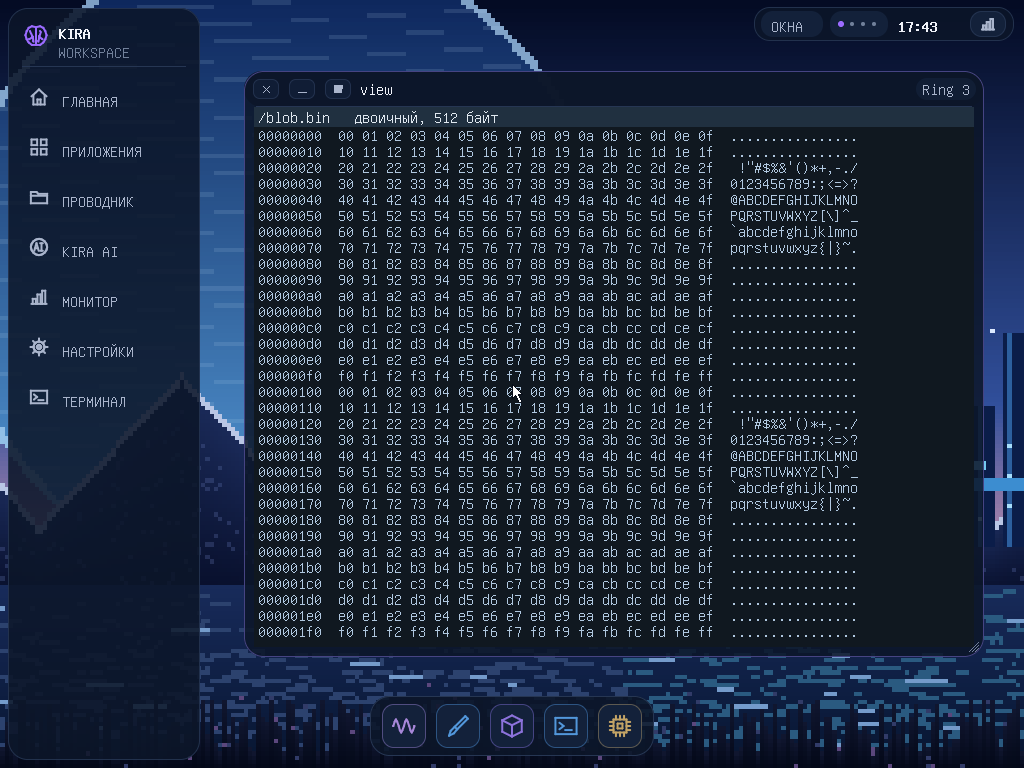 KIRA
WORKSPACE
ГЛАВНАЯ
ПРИЛОЖЕНИЯ
ПРОВОДНИК
AI KIRA AI
МОНИТОР
НАСТРОЙКИ
ТЕРМИНАЛ
ОКНА
17:43
view
Ring 3
/blob.bin двоичный, 512 байт
00000000 00 01 02 03 04 05 06 07 08 09 0a 0b 0c 0d 0e 0f ................
00000010 10 11 12 13 14 15 16 17 18 19 1a 1b 1c 1d 1e 1f ................
00000020 20 21 22 23 24 25 26 27 28 29 2a 2b 2c 2d 2e 2f  !"#$%&'()*+,-./
00000030 30 31 32 33 34 35 36 37 38 39 3a 3b 3c 3d 3e 3f 0123456789:;<=>?
00000040 40 41 42 43 44 45 46 47 48 49 4a 4b 4c 4d 4e 4f @ABCDEFGHIJKLMNO
00000050 50 51 52 53 54 55 56 57 58 59 5a 5b 5c 5d 5e 5f PQRSTUVWXYZ[\]^_
00000060 60 61 62 63 64 65 66 67 68 69 6a 6b 6c 6d 6e 6f `abcdefghijklmno
00000070 70 71 72 73 74 75 76 77 78 79 7a 7b 7c 7d 7e 7f pqrstuvwxyz{|}~.
00000080 80 81 82 83 84 85 86 87 88 89 8a 8b 8c 8d 8e 8f ................
00000090 90 91 92 93 94 95 96 97 98 99 9a 9b 9c 9d 9e 9f ................
000000a0 a0 a1 a2 a3 a4 a5 a6 a7 a8 a9 aa ab ac ad ae af ................
000000b0 b0 b1 b2 b3 b4 b5 b6 b7 b8 b9 ba bb bc bd be bf ................
000000c0 c0 c1 c2 c3 c4 c5 c6 c7 c8 c9 ca cb cc cd ce cf ................
000000d0 d0 d1 d2 d3 d4 d5 d6 d7 d8 d9 da db dc dd de df ................
000000e0 e0 e1 e2 e3 e4 e5 e6 e7 e8 e9 ea eb ec ed ee ef ................
000000f0 f0 f1 f2 f3 f4 f5 f6 f7 f8 f9 fa fb fc fd fe ff ................
00000100 00 01 02 03 04 05 06 07 08 09 0a 0b 0c 0d 0e 0f ................
00000110 10 11 12 13 14 15 16 17 18 19 1a 1b 1c 1d 1e 1f ................
00000120 20 21 22 23 24 25 26 27 28 29 2a 2b 2c 2d 2e 2f  !"#$%&'()*+,-./
00000130 30 31 32 33 34 35 36 37 38 39 3a 3b 3c 3d 3e 3f 0123456789:;<=>?
00000140 40 41 42 43 44 45 46 47 48 49 4a 4b 4c 4d 4e 4f @ABCDEFGHIJKLMNO
00000150 50 51 52 53 54 55 56 57 58 59 5a 5b 5c 5d 5e 5f PQRSTUVWXYZ[\]^_
00000160 60 61 62 63 64 65 66 67 68 69 6a 6b 6c 6d 6e 6f `abcdefghijklmno
00000170 70 71 72 73 74 75 76 77 78 79 7a 7b 7c 7d 7e 7f pqrstuvwxyz{|}~.
00000180 80 81 82 83 84 85 86 87 88 89 8a 8b 8c 8d 8e 8f ................
00000190 90 91 92 93 94 95 96 97 98 99 9a 9b 9c 9d 9e 9f ................
000001a0 a0 a1 a2 a3 a4 a5 a6 a7 a8 a9 aa ab ac ad ae af ................
000001b0 b0 b1 b2 b3 b4 b5 b6 b7 b8 b9 ba bb bc bd be bf ................
000001c0 c0 c1 c2 c3 c4 c5 c6 c7 c8 c9 ca cb cc cd ce cf ................
000001d0 d0 d1 d2 d3 d4 d5 d6 d7 d8 d9 da db dc dd de df ................
000001e0 e0 e1 e2 e3 e4 e5 e6 e7 e8 e9 ea eb ec ed ee ef ................
000001f0 f0 f1 f2 f3 f4 f5 f6 f7 f8 f9 fa fb fc fd fe ff ................